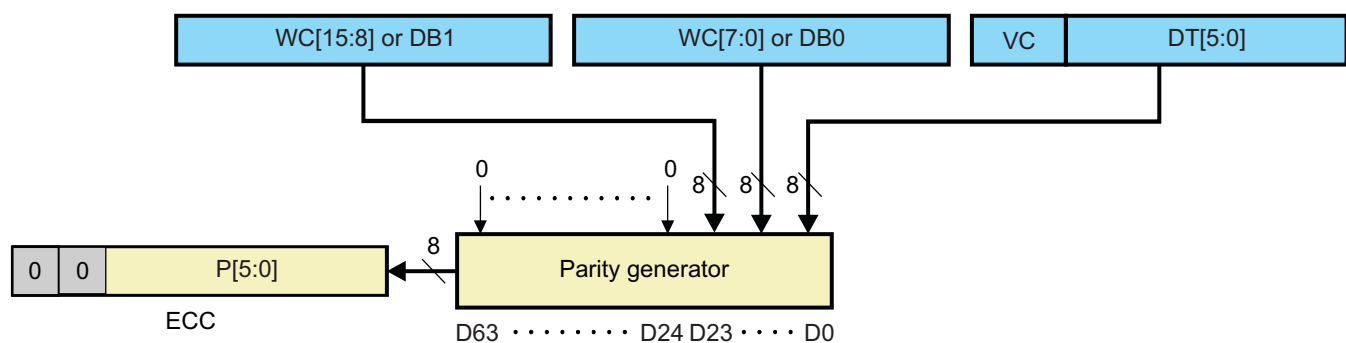 WC[15:8] or DB1 WC[7:0] or DB0 VC DT[5:0]
0 0 8 8 8
0 0 P[5:0] 8 Parity generator
ECC
D63 · · · · · · · · D24 D23 · · · · D0